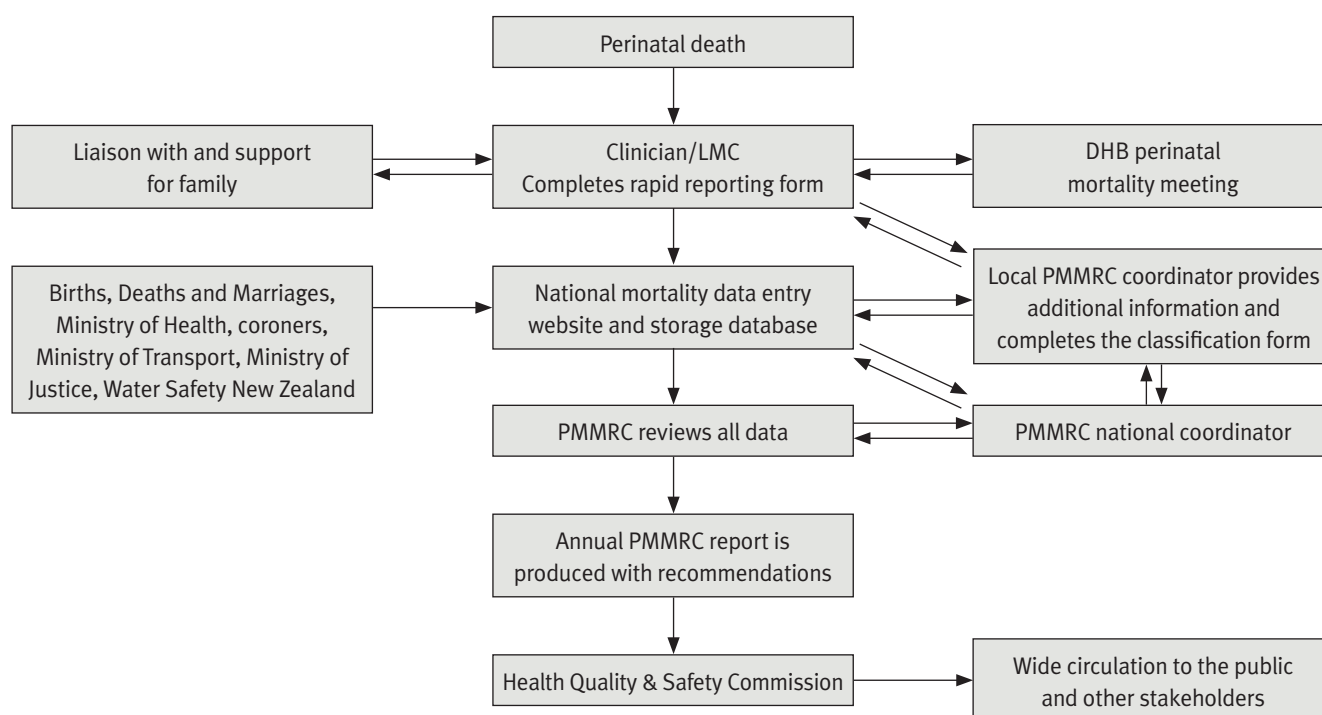 Perinatal death
Liaison with and support
for family
Clinician/LMC
Completes rapid reporting form
DHB perinatal
mortality meeting
Births, Deaths and Marriages,
Ministry of Health, coroners,
Ministry of Transport, Ministry of
Justice, Water Safety New Zealand
National mortality data entry
website and storage database
Local PMMRC coordinator provides
additional information and
completes the classification form
PMMRC reviews all data
PMMRC national coordinator
Annual PMMRC report is
produced with recommendations
Health Quality & Safety Commission
Wide circulation to the public
and other stakeholders